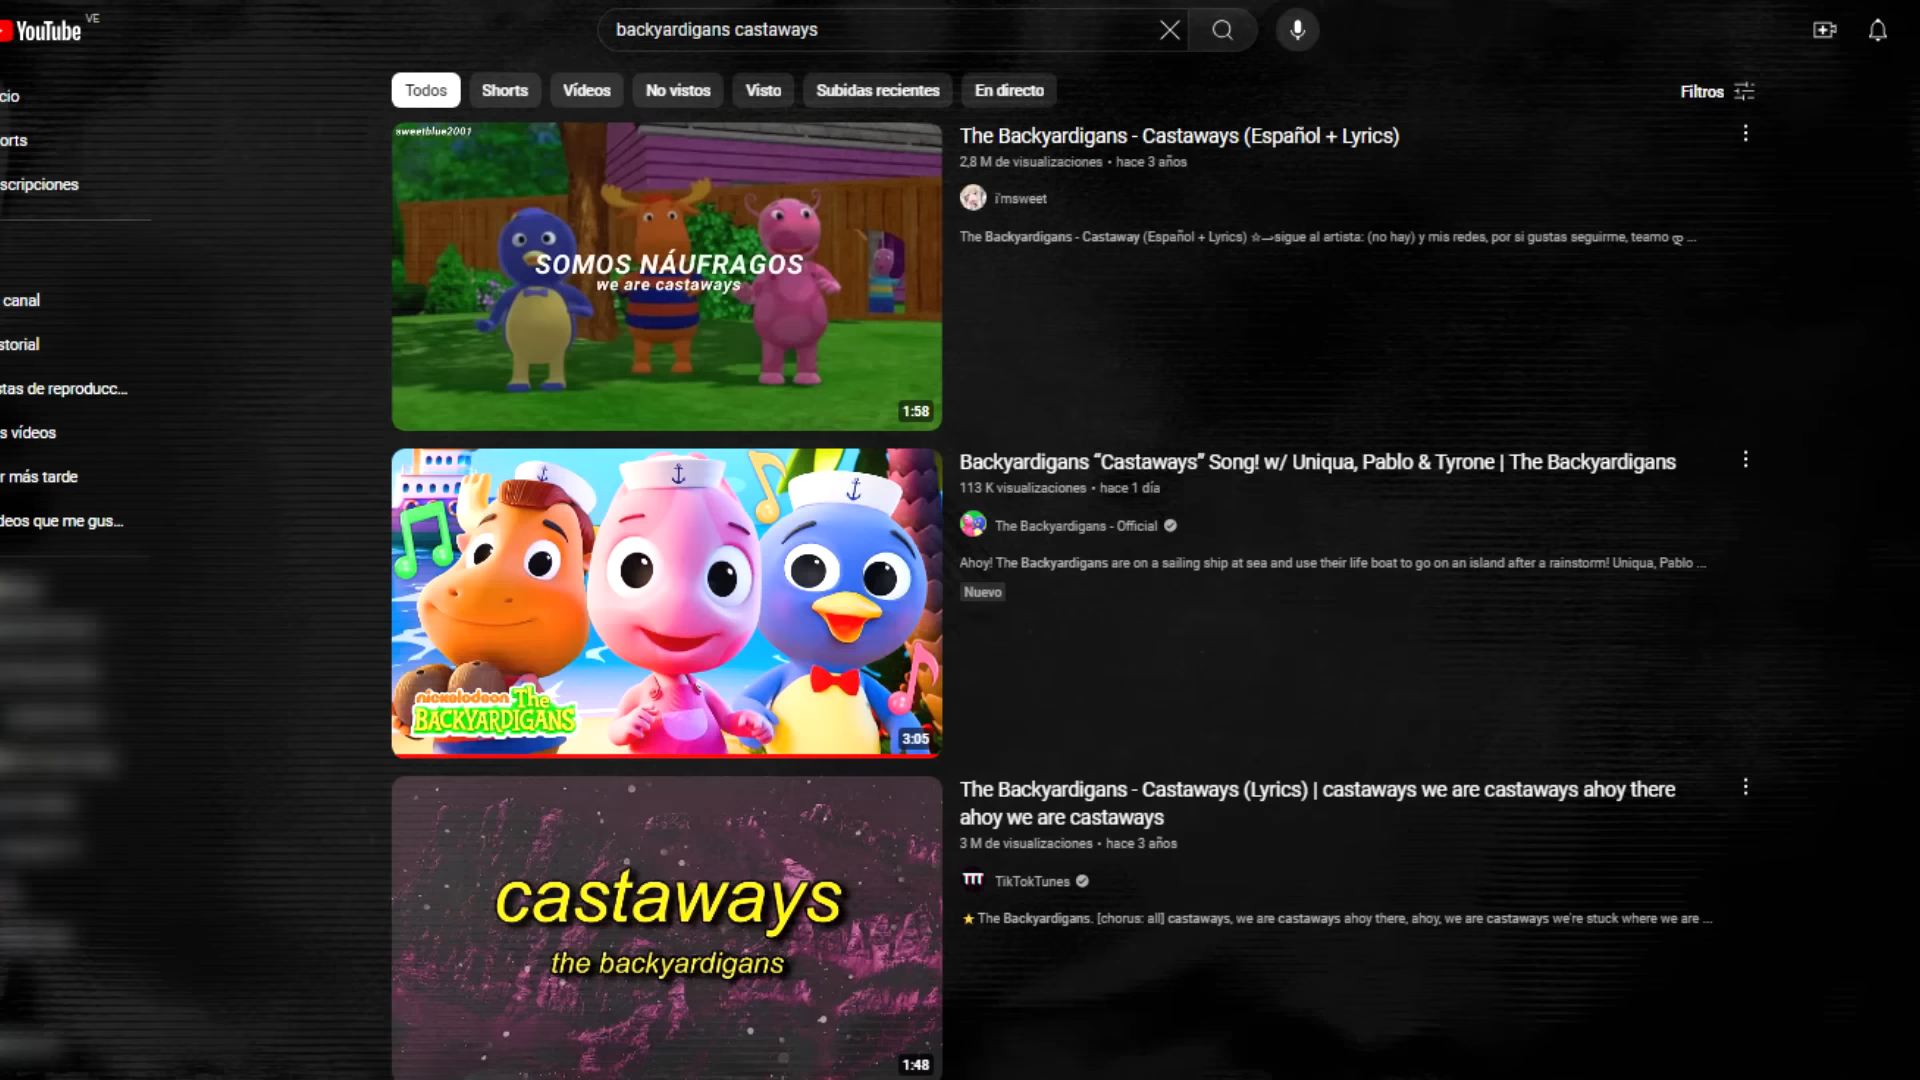 YouTube VE
backyardigans castaways
cio
orts
scripciones
canal
storial
stas de reproducc...
s vídeos
r más tarde
deos que me gus...
Todos
Shorts
Vídeos
No vistos
Visto
Subidas recientes
En directo
Filtros
sweetblue2001
SOMOS NÁUFRAGOS
we are castaways
1:58
The Backyardigans - Castaways (Español + Lyrics)
2,8 M de visualizaciones • hace 3 años
i'msweet
The Backyardigans - Castaway (Español + Lyrics) ☆—sigue al artista: (no hay) y mis redes, por si gustas seguirme, teamo ...
nickelodeon The
BACKYARDIGANS
3:05
Backyardigans “Castaways” Song! w/ Uniqua, Pablo & Tyrone | The Backyardigans
113 K visualizaciones • hace 1 día
The Backyardigans - Official
Ahoy! The Backyardigans are on a sailing ship at sea and use their life boat to go on an island after a rainstorm! Uniqua, Pablo ...
Nuevo
castaways
the backyardigans
1:48
The Backyardigans - Castaways (Lyrics) | castaways we are castaways ahoy there
ahoy we are castaways
3 M de visualizaciones • hace 3 años
TikTokTunes
⭐ The Backyardigans. [chorus: all] castaways, we are castaways ahoy there, ahoy, we are castaways we're stuck where we are ...